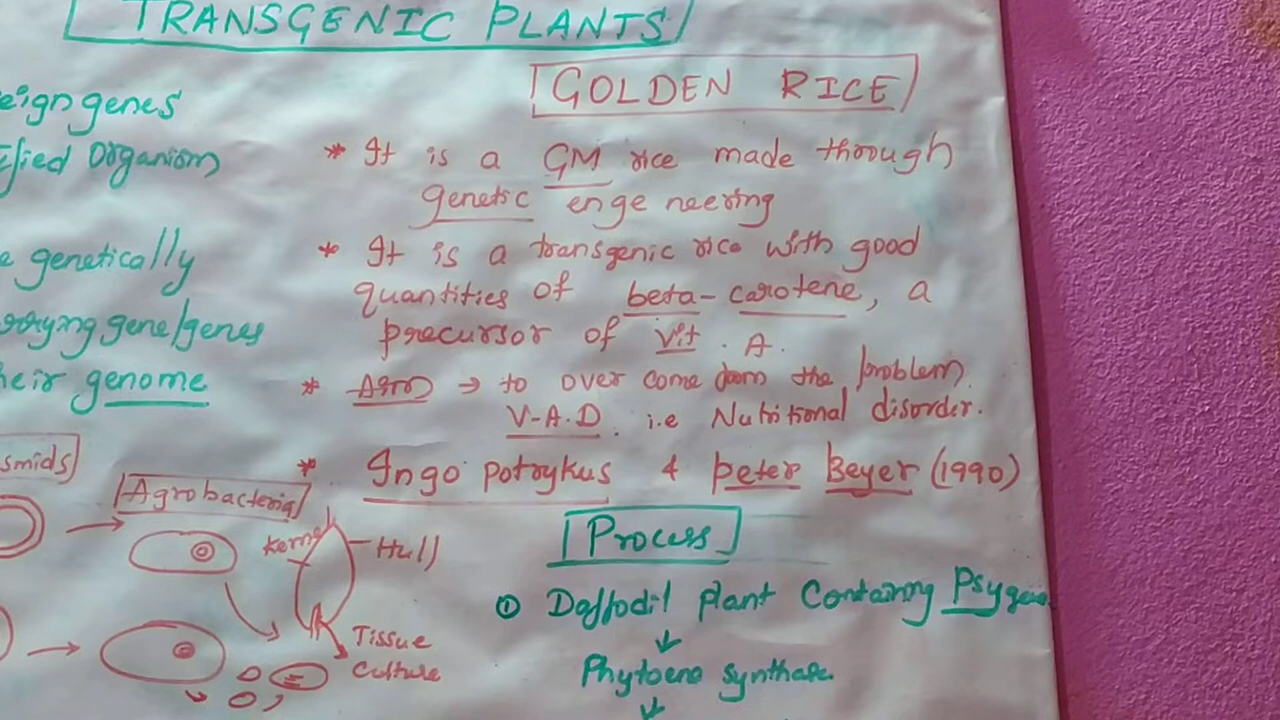 TRANSGENIC PLANTS
eign genes
ified Organism
e genetically
rrying gene/genes
heir genome
GOLDEN RICE
* It is a GM rice made through
genetic enge neering
* It is a transgenic rice with good
quantities of beta-carotene, a
precursor of Vit. A.
* Aim → to over come from the problem
V-A.D. i.e Nutritional disorder.
* Ingo potrykus & peter Beyer (1990)
smids
Agrobacteria
Kernel
Hull
Tissue
culture
Process
① Daffodil plant Containing Psy gene
↓
Phytoene synthase
↓